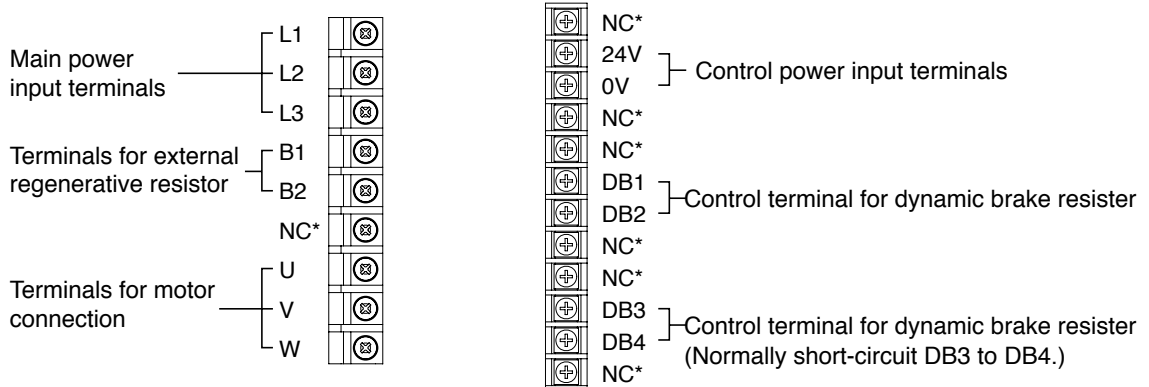 L1
Main power
input terminals
L2
L3
Terminals for external
regenerative resistor
B1
B2
NC*
U
Terminals for motor
connection
V
W
NC*
24V
0V
Control power input terminals
NC*
NC*
DB1
DB2
Control terminal for dynamic brake resister
NC*
NC*
DB3
DB4
Control terminal for dynamic brake resister
(Normally short-circuit DB3 to DB4.)
NC*